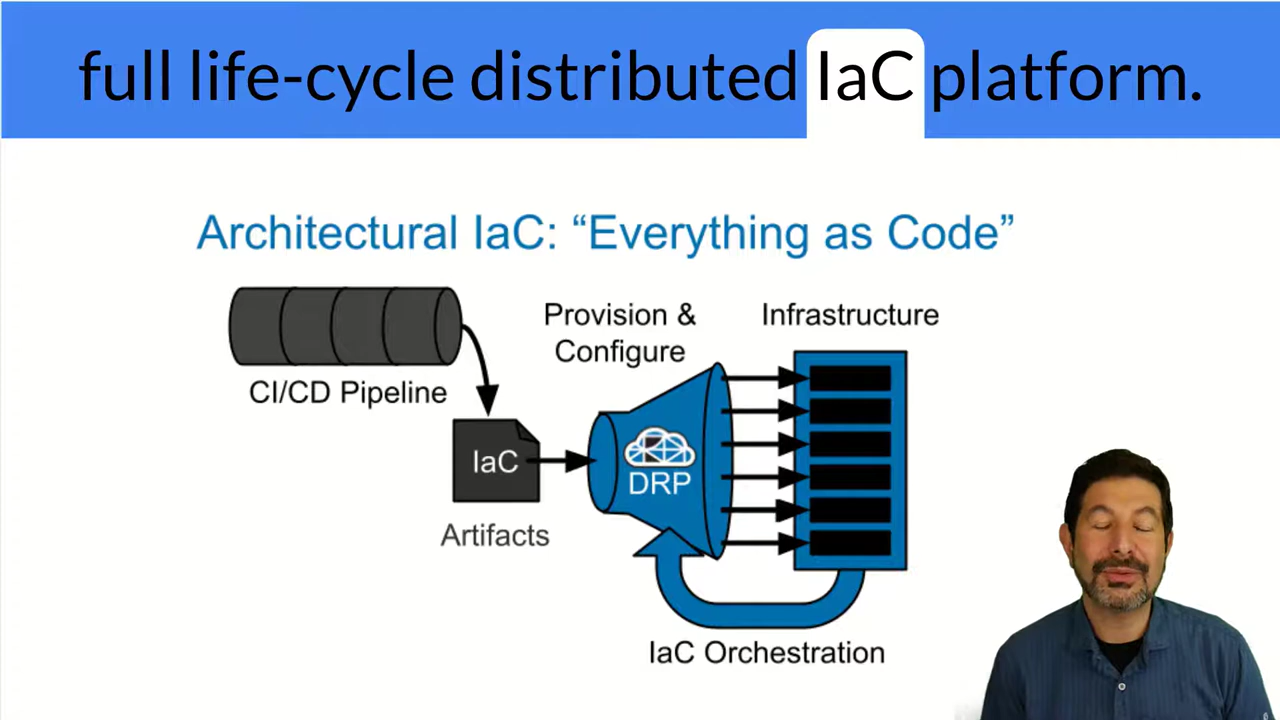 full life-cycle distributed IaC platform.
Architectural IaC: “Everything as Code”
Provision &
Configure
Infrastructure
CI/CD Pipeline
IaC
DRP
Artifacts
IaC Orchestration